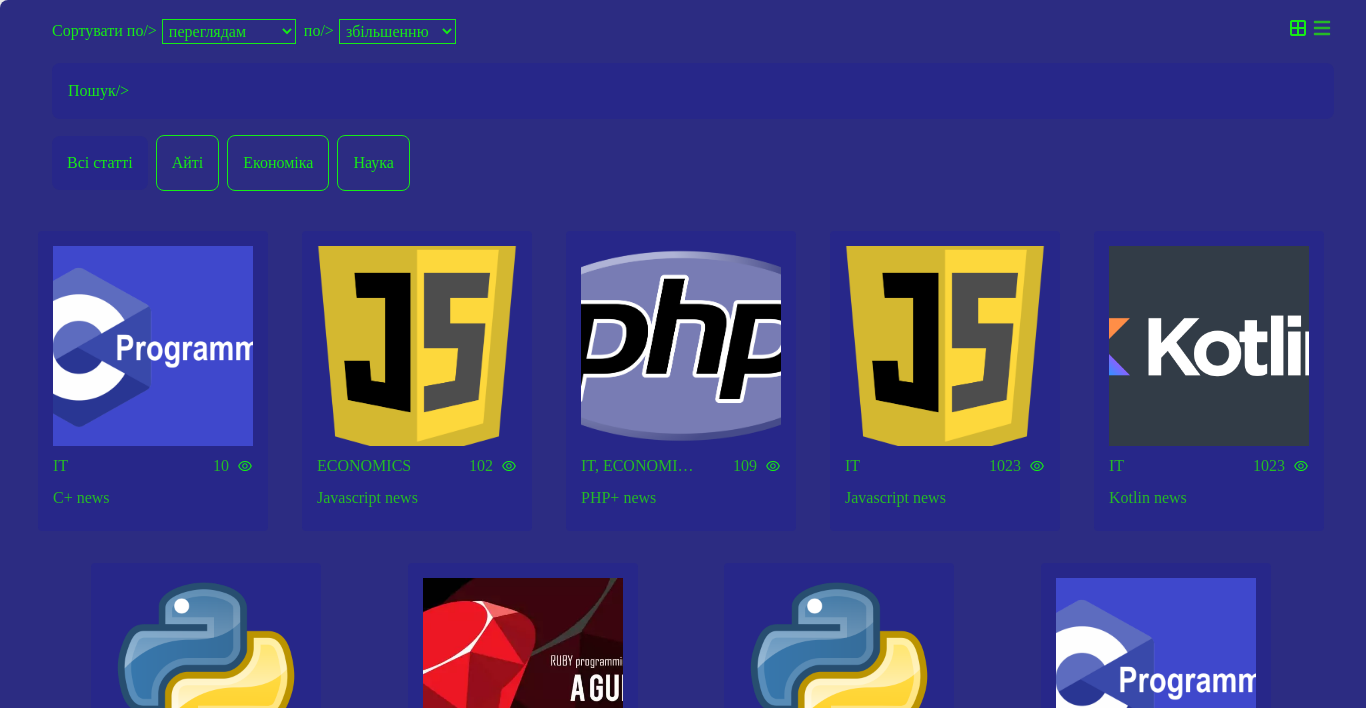 Сортувати по/> переглядам по/> збільшенню
Пошук/>
Всі статті Айті Економіка Наука
Programm
JS
php
JS
Kotlin
IT 10
ECONOMICS 102
IT, ECONOMI... 109
IT 1023
IT 1023
C+ news
Javascript news
PHP+ news
Javascript news
Kotlin news
RUBY programmi
A GU
Programm